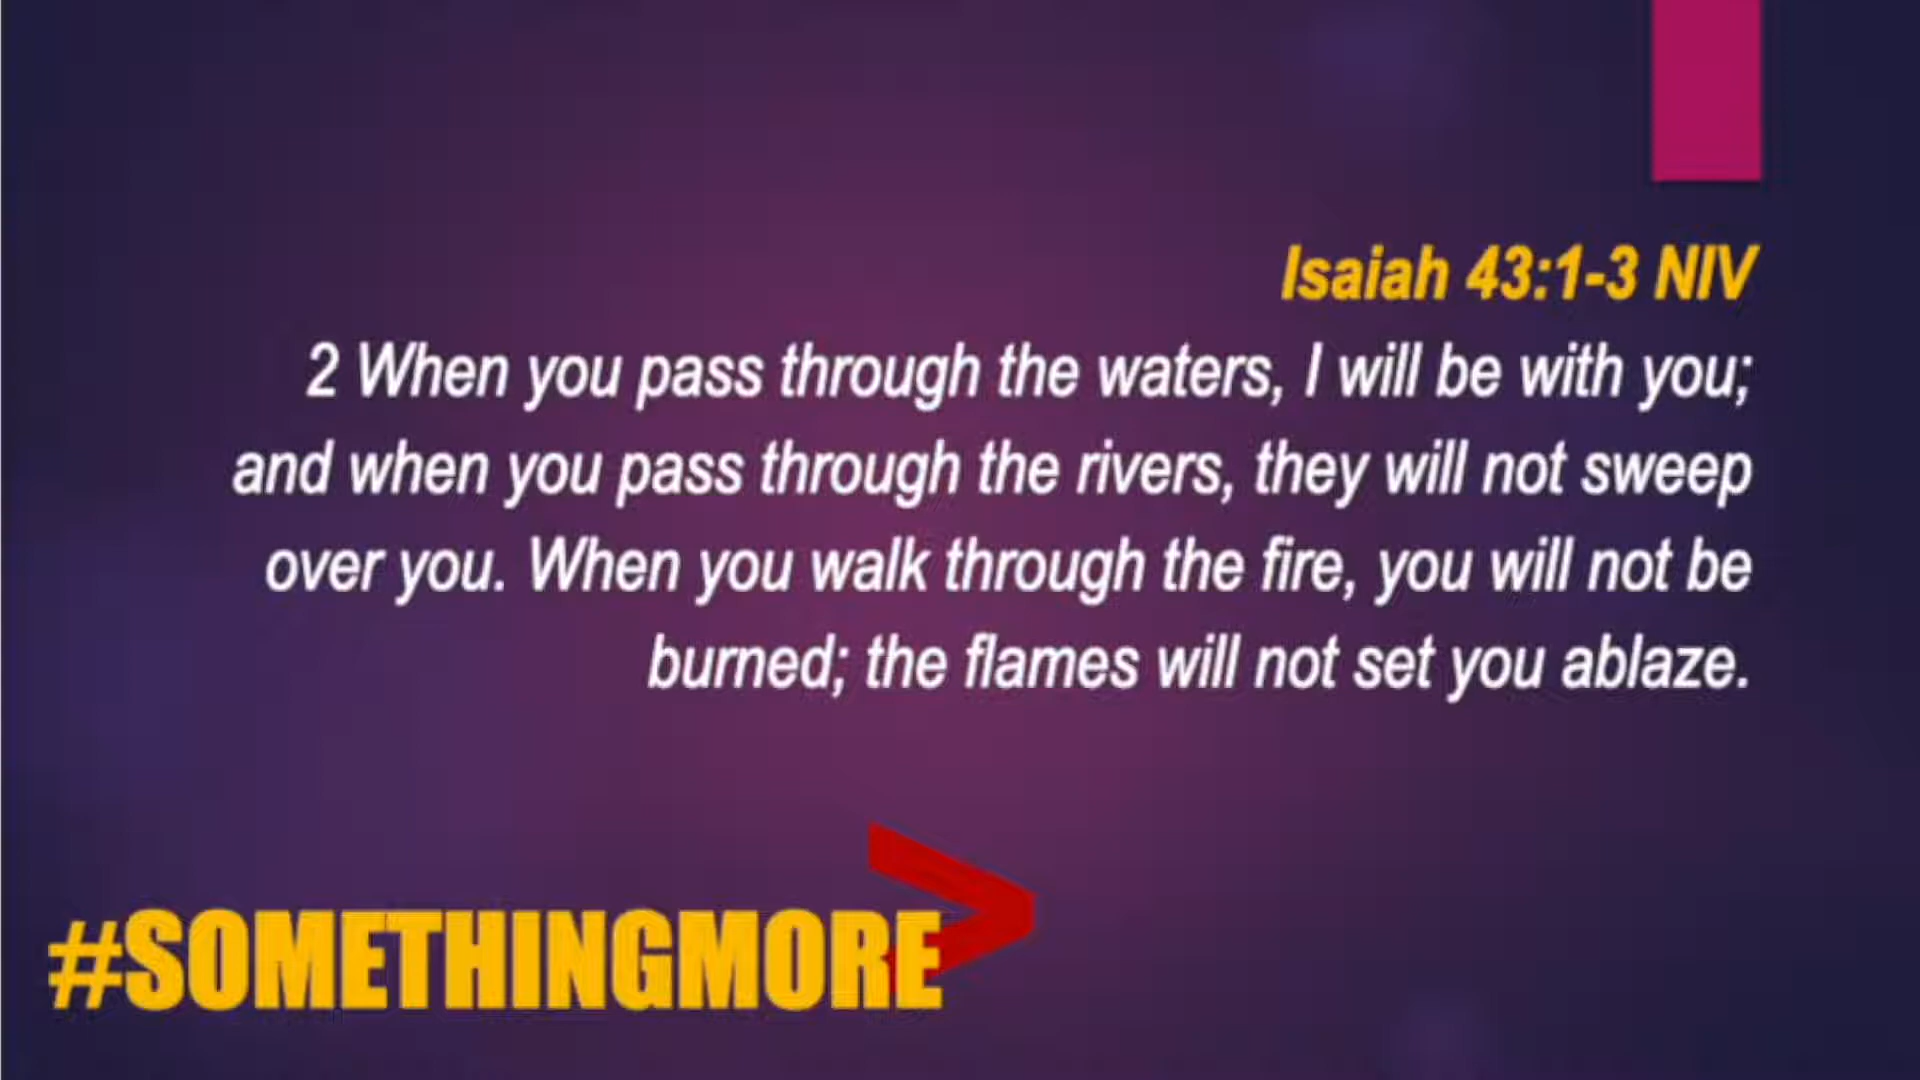 Isaiah 43:1-3 NIV
2 When you pass through the waters, I will be with you;
and when you pass through the rivers, they will not sweep
over you. When you walk through the fire, you will not be
burned; the flames will not set you ablaze.
#SOMETHINGMORE>